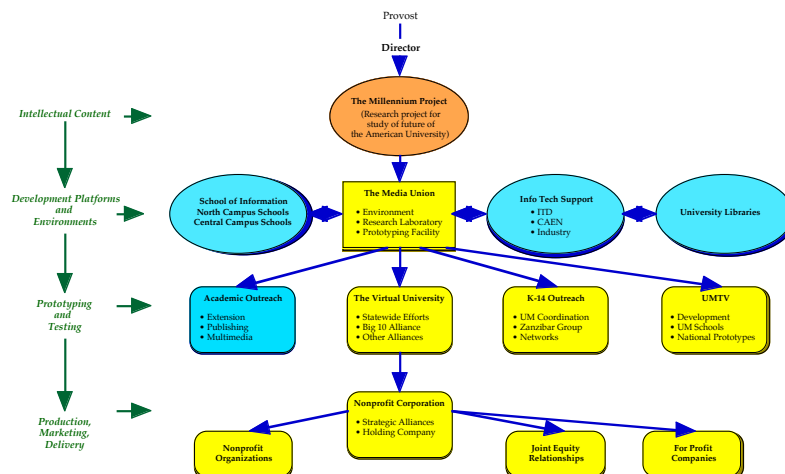 Provost
Director
Intellectual Content
The Millennium Project
(Research project for
study of future of
the American University)
Development Platforms
and
Environments
School of Information
North Campus Schools
Central Campus Schools
The Media Union
• Environment
• Research Laboratory
• Prototyping Facility
Info Tech Support
• ITD
• CAEN
• Industry
University Libraries
Prototyping
and
Testing
Academic Outreach
• Extension
• Publishing
• Multimedia
The Virtual University
• Statewide Efforts
• Big 10 Alliance
• Other Alliances
K-14 Outreach
• UM Coordination
• Zanzibar Group
• Networks
UMTV
• Development
• UM Schools
• National Prototypes
Production,
Marketing,
Delivery
Nonprofit Corporation
• Strategic Alliances
• Holding Company
Nonprofit
Organizations
Joint Equity
Relationships
For Profit
Companies